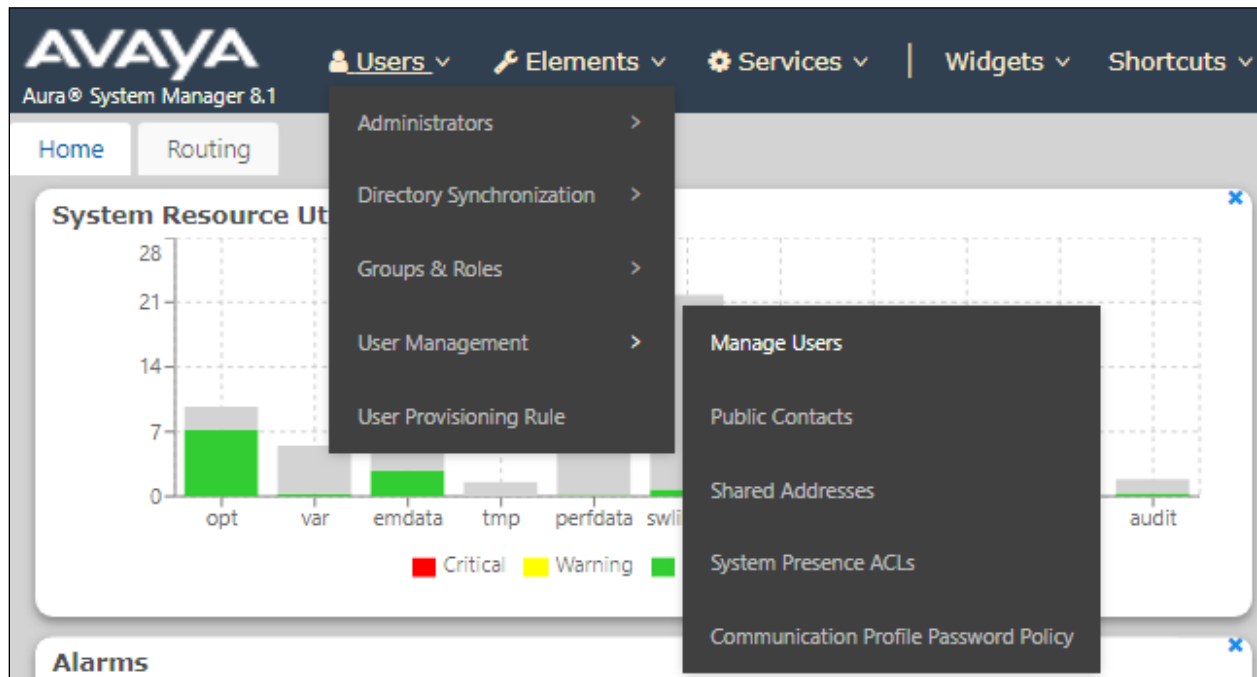 AVAYA
Aura® System Manager 8.1
Users
Elements
Services
Widgets
Shortcuts
Home
Routing
Administrators
Directory Synchronization
Groups & Roles
User Management
User Provisioning Rule
Manage Users
Public Contacts
Shared Addresses
System Presence ACLs
Communication Profile Password Policy
System Resource Ut
28
21
14
7
0
opt
var
emdata
tmp
perfdata
swli
audit
Critical
Warning
Alarms